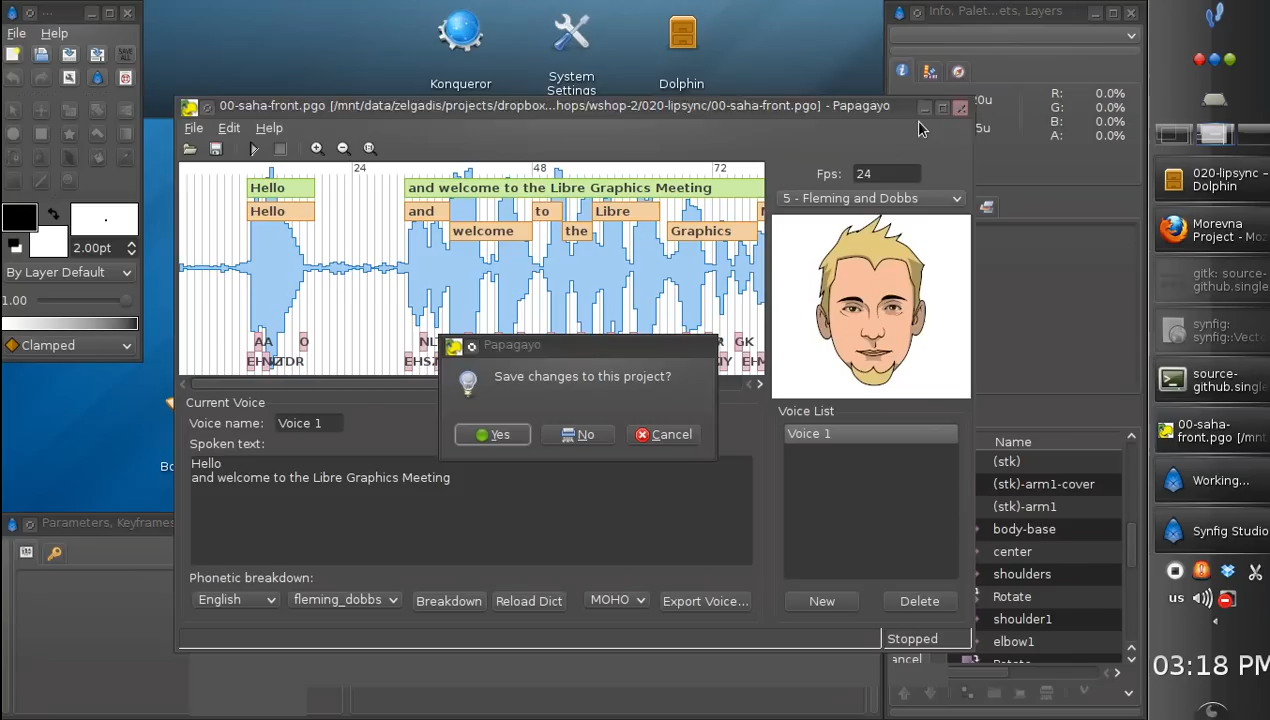 ...
File Help
SAVE ALL
2.00pt
By Layer Default
1.00
Clamped
Konqueror
System
Settings
Dolphin
Info, Palet...ets, Layers
R: 0.0%
G: 0.0%
B: 0.0%
A: 0.0%
00-saha-front.pgo [/mnt/data/zelgadis/projects/dropbox...hops/wshop-2/020-lipsync/00-saha-front.pgo] - Papagayo
File Edit Help
24 48 72
Hello and welcome to the Libre Graphics Meeting
Hello and to Libre
welcome the Graphics
AA O GK
Fps: 24
5 - Fleming and Dobbs
Papagayo
Save changes to this project?
Yes No Cancel
Current Voice
Voice name: Voice 1
Spoken text:
Hello
and welcome to the Libre Graphics Meeting
Voice List
Voice 1
Phonetic breakdown:
English fleming_dobbs Breakdown Reload Dict MOHO Export Voice...
New Delete
Stopped
Parameters, Keyframes
Name
(stk)
(stk)-arm1-cover
(stk)-arm1
body-base
center
shoulders
Rotate
shoulder1
elbow1
020-lipsync –
Dolphin
Morevna
Project - Moz
gitk: source-
github.single
synfig:
synfig::Vect
source-
github.single
00-saha-
front.pgo [/mnt
Working...
Synfig Studio
us
03:18 PM